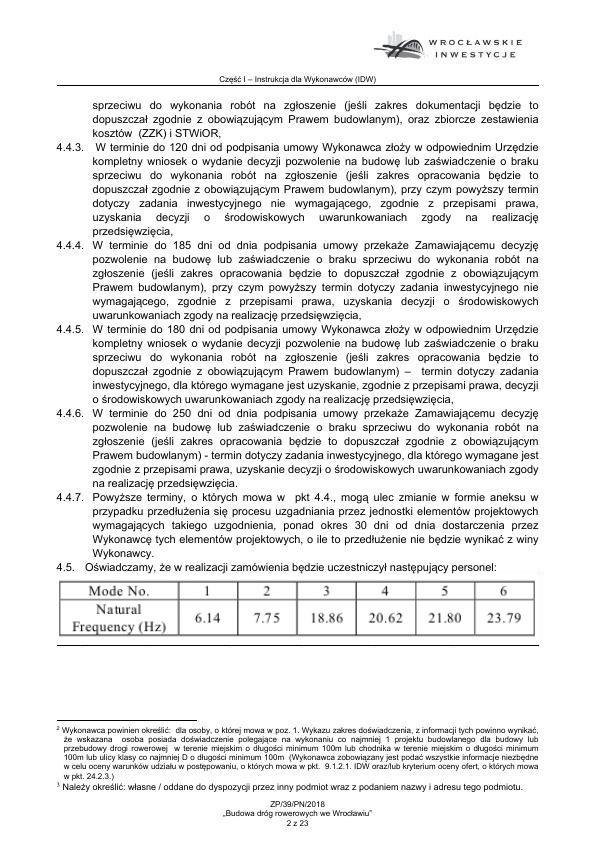 WROCŁAWSKIE
INWESTYCJE
Część I – Instrukcja dla Wykonawców (IDW)
sprzeciwu do wykonania robót na zgłoszenie (jeśli zakres dokumentacji będzie to
dopuszczał zgodnie z obowiązującym Prawem budowlanym), oraz zbiorcze zestawienia
kosztów (ZZK) i STWiOR,
4.4.3. W terminie do 120 dni od podpisania umowy Wykonawca złoży w odpowiednim Urzędzie
kompletny wniosek o wydanie decyzji pozwolenie na budowę lub zaświadczenie o braku
sprzeciwu do wykonania robót na zgłoszenie (jeśli zakres opracowania będzie to
dopuszczał zgodnie z obowiązującym Prawem budowlanym), przy czym powyższy termin
dotyczy zadania inwestycyjnego nie wymagającego, zgodnie z przepisami prawa,
uzyskania decyzji o środowiskowych uwarunkowaniach zgody na realizację
przedsięwzięcia,
4.4.4. W terminie do 185 dni od dnia podpisania umowy przekaże Zamawiającemu decyzję
pozwolenie na budowę lub zaświadczenie o braku sprzeciwu do wykonania robót na
zgłoszenie (jeśli zakres opracowania będzie to dopuszczał zgodnie z obowiązującym
Prawem budowlanym), przy czym powyższy termin dotyczy zadania inwestycyjnego nie
wymagającego, zgodnie z przepisami prawa, uzyskania decyzji o środowiskowych
uwarunkowaniach zgody na realizację przedsięwzięcia,
4.4.5. W terminie do 180 dni od podpisania umowy Wykonawca złoży w odpowiednim Urzędzie
kompletny wniosek o wydanie decyzji pozwolenie na budowę lub zaświadczenie o braku
sprzeciwu do wykonania robót na zgłoszenie (jeśli zakres opracowania będzie to
dopuszczał zgodnie z obowiązującym Prawem budowlanym) – termin dotyczy zadania
inwestycyjnego, dla którego wymagane jest uzyskanie, zgodnie z przepisami prawa, decyzji
o środowiskowych uwarunkowaniach zgody na realizację przedsięwzięcia,
4.4.6. W terminie do 250 dni od dnia podpisania umowy przekaże Zamawiającemu decyzję
pozwolenie na budowę lub zaświadczenie o braku sprzeciwu do wykonania robót na
zgłoszenie (jeśli zakres opracowania będzie to dopuszczał zgodnie z obowiązującym
Prawem budowlanym) - termin dotyczy zadania inwestycyjnego, dla którego wymagane jest
zgodnie z przepisami prawa, uzyskanie decyzji o środowiskowych uwarunkowaniach zgody
na realizację przedsięwzięcia.
4.4.7. Powyższe terminy, o których mowa w pkt 4.4., mogą ulec zmianie w formie aneksu w
przypadku przedłużenia się procesu uzgadniania przez jednostki elementów projektowych
wymagających takiego uzgodnienia, ponad okres 30 dni od dnia dostarczenia przez
Wykonawcę tych elementów projektowych, o ile to przedłużenie nie będzie wynikać z winy
Wykonawcy.
4.5. Oświadczamy, że w realizacji zamówienia będzie uczestniczył następujący personel:
Mode No. 1 2 3 4 5 6
Natural
Frequency (Hz) 6.14 7.75 18.86 20.62 21.80 23.79
2 Wykonawca powinien określić: dla osoby, o której mowa w poz. 1. Wykazu zakres doświadczenia, z informacji tych powinno wynikać,
że wskazana osoba posiada doświadczenie polegające na wykonaniu co najmniej 1 projektu budowlanego dla budowy lub
przebudowy drogi rowerowej w terenie miejskim o długości minimum 100m lub chodnika w terenie miejskim o długości minimum
100m lub ulicy klasy co najmniej D o długości minimum 100m (Wykonawca zobowiązany jest podać wszystkie informacje niezbędne
w celu oceny warunków udziału w postępowaniu, o których mowa w pkt. 9.1.2.1. IDW oraz/lub kryterium oceny ofert, o których mowa
w pkt. 24.2.3.)
3 Należy określić: własne / oddane do dyspozycji przez inny podmiot wraz z podaniem nazwy i adresu tego podmiotu.
ZP/39/PN/2018
„Budowa dróg rowerowych we Wrocławiu”
2 z 23